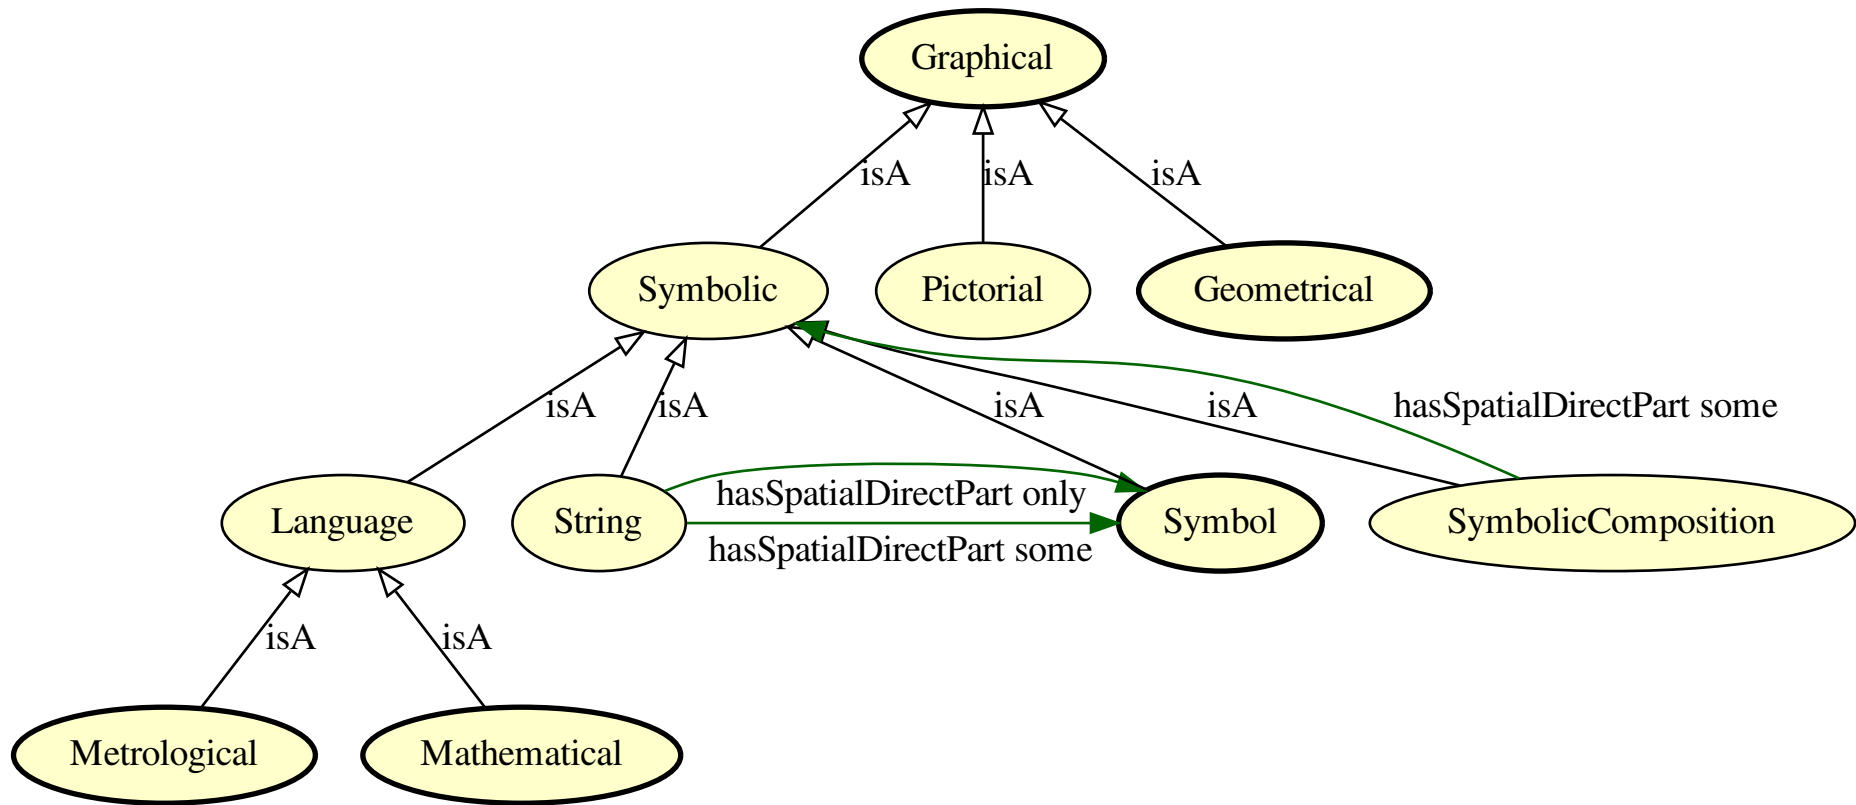 Graphical
isA
isA
isA
Symbolic
Pictorial
Geometrical
isA
isA
isA
isA
hasSpatialDirectPart some
hasSpatialDirectPart only
Language
String
Symbol
SymbolicComposition
hasSpatialDirectPart some
isA
isA
Metrological
Mathematical